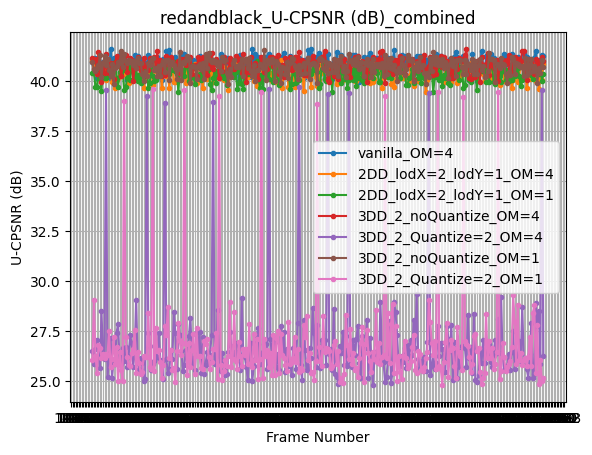 redandblack_U-CPSNR (dB)_combined
U-CPSNR (dB)
40.0
37.5
35.0
32.5
30.0
27.5
25.0
vanilla_OM=4
2DD_lodX=2_lodY=1_OM=4
2DD_lodX=2_lodY=1_OM=1
3DD_2_noQuantize_OM=4
3DD_2_Quantize=2_OM=4
3DD_2_noQuantize_OM=1
3DD_2_Quantize=2_OM=1
Frame Number